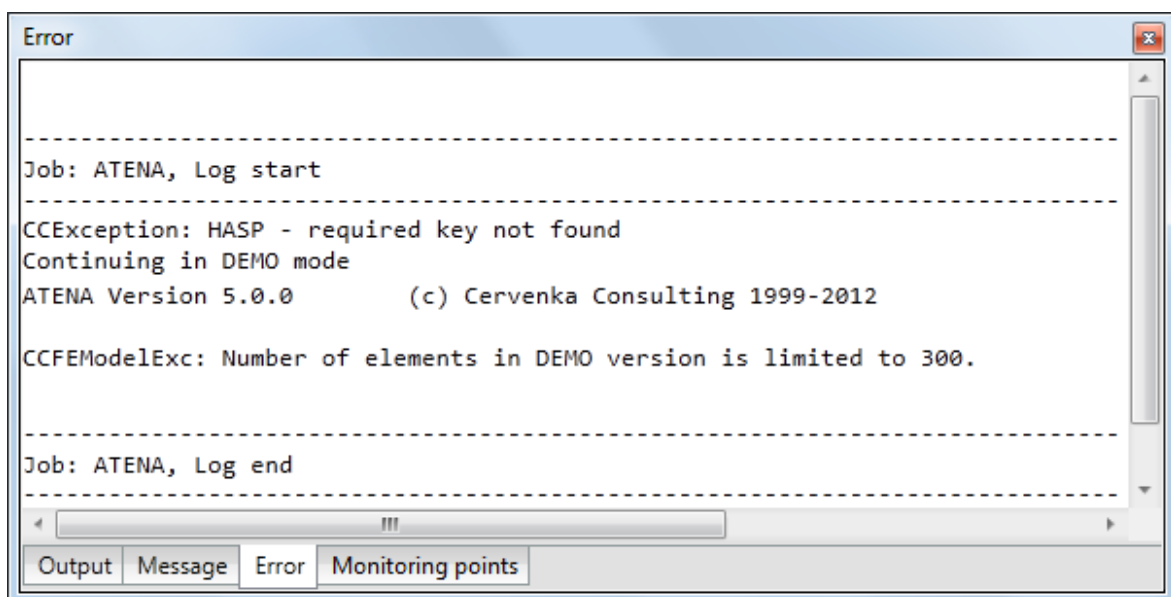 Error
--------------------------------------------------------------------------------
Job: ATENA, Log start
--------------------------------------------------------------------------------
CCException: HASP - required key not found
Continuing in DEMO mode
ATENA Version 5.0.0        (c) Cervenka Consulting 1999-2012
CCFEModelExc: Number of elements in DEMO version is limited to 300.
--------------------------------------------------------------------------------
Job: ATENA, Log end
--------------------------------------------------------------------------------
Output Message Error Monitoring points